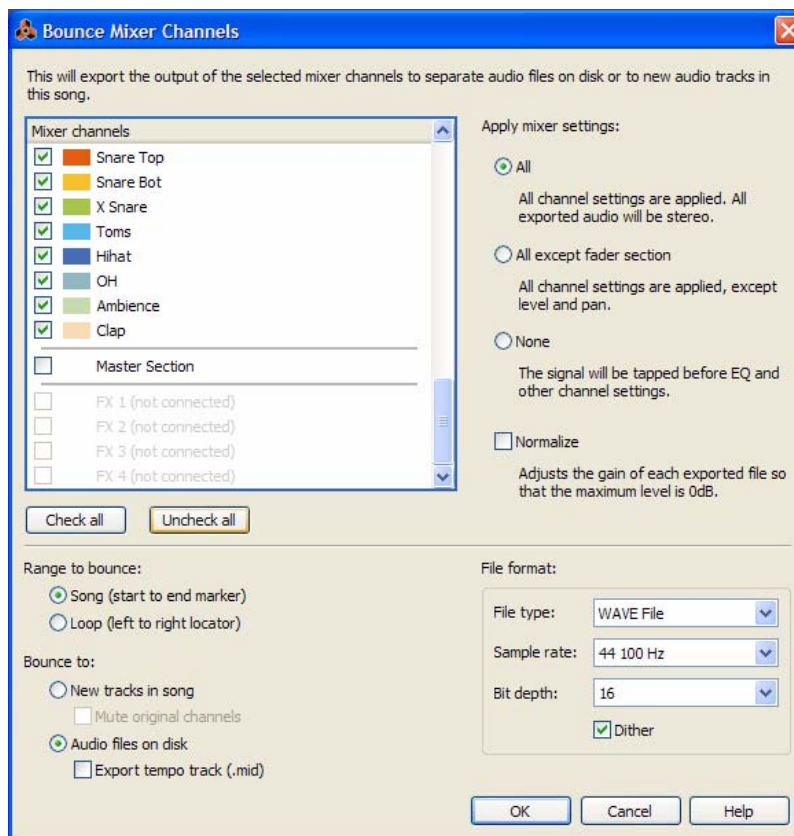 Bounce Mixer Channels
This will export the output of the selected mixer channels to separate audio files on disk or to new audio tracks in
this song.
Mixer channels
Snare Top
Snare Bot
X Snare
Toms
Hihat
OH
Ambience
Clap
Master Section
FX 1 (not connected)
FX 2 (not connected)
FX 3 (not connected)
FX 4 (not connected)
Check all
Uncheck all
Apply mixer settings:
All
All channel settings are applied. All
exported audio will be stereo.
All except fader section
All channel settings are applied, except
level and pan.
None
The signal will be tapped before EQ and
other channel settings.
Normalize
Adjusts the gain of each exported file so
that the maximum level is 0dB.
Range to bounce:
Song (start to end marker)
Loop (left to right locator)
Bounce to:
New tracks in song
Mute original channels
Audio files on disk
Export tempo track (.mid)
File format:
File type: WAVE File
Sample rate: 44 100 Hz
Bit depth: 16
Dither
OK
Cancel
Help